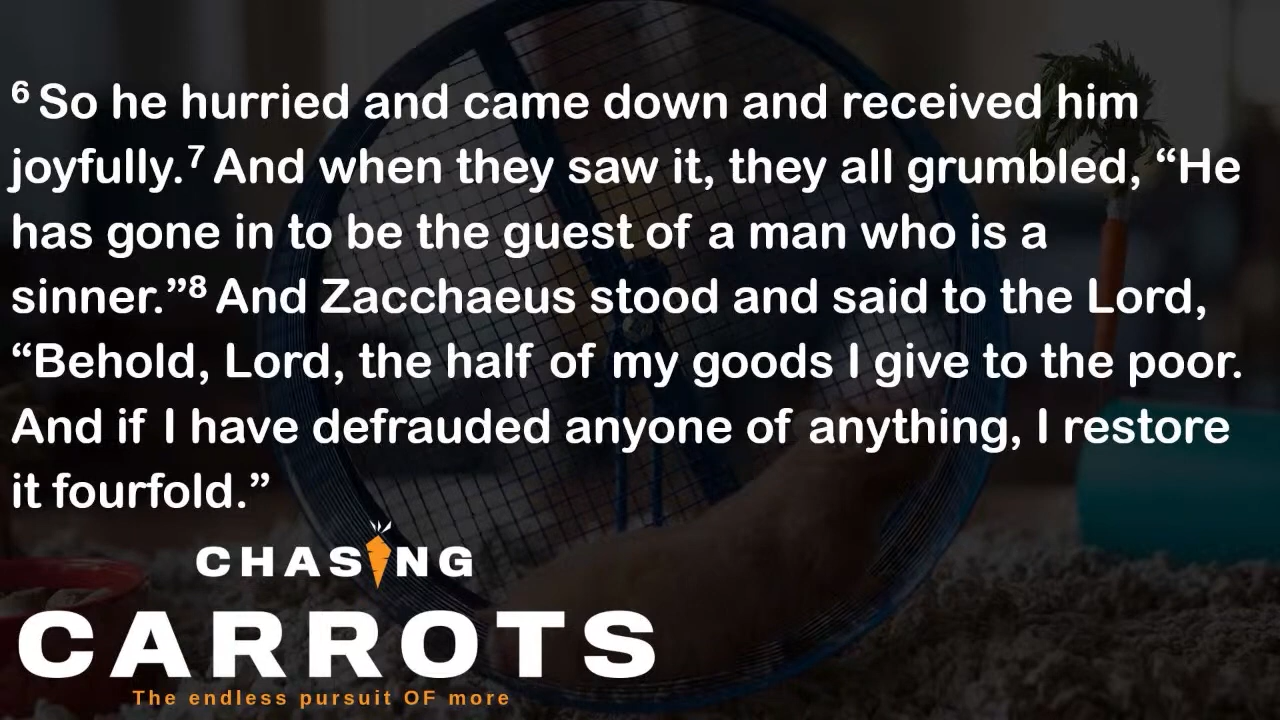 ⁶ So he hurried and came down and received him
joyfully.⁷ And when they saw it, they all grumbled, “He
has gone in to be the guest of a man who is a
sinner.”⁸ And Zacchaeus stood and said to the Lord,
“Behold, Lord, the half of my goods I give to the poor.
And if I have defrauded anyone of anything, I restore
it fourfold.”
CHASING
CARROTS
The endless pursuit OF more